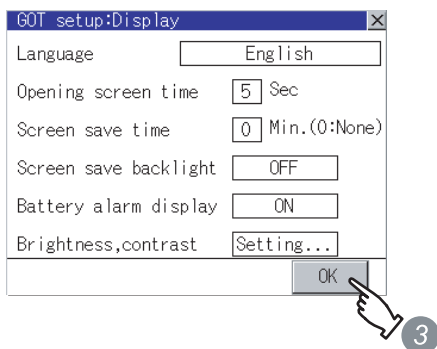 GOT setup:Display
Language English
Opening screen time 5 Sec
Screen save time 0 Min.(0:None)
Screen save backlight OFF
Battery alarm display ON
Brightness,contrast Setting...
OK
3